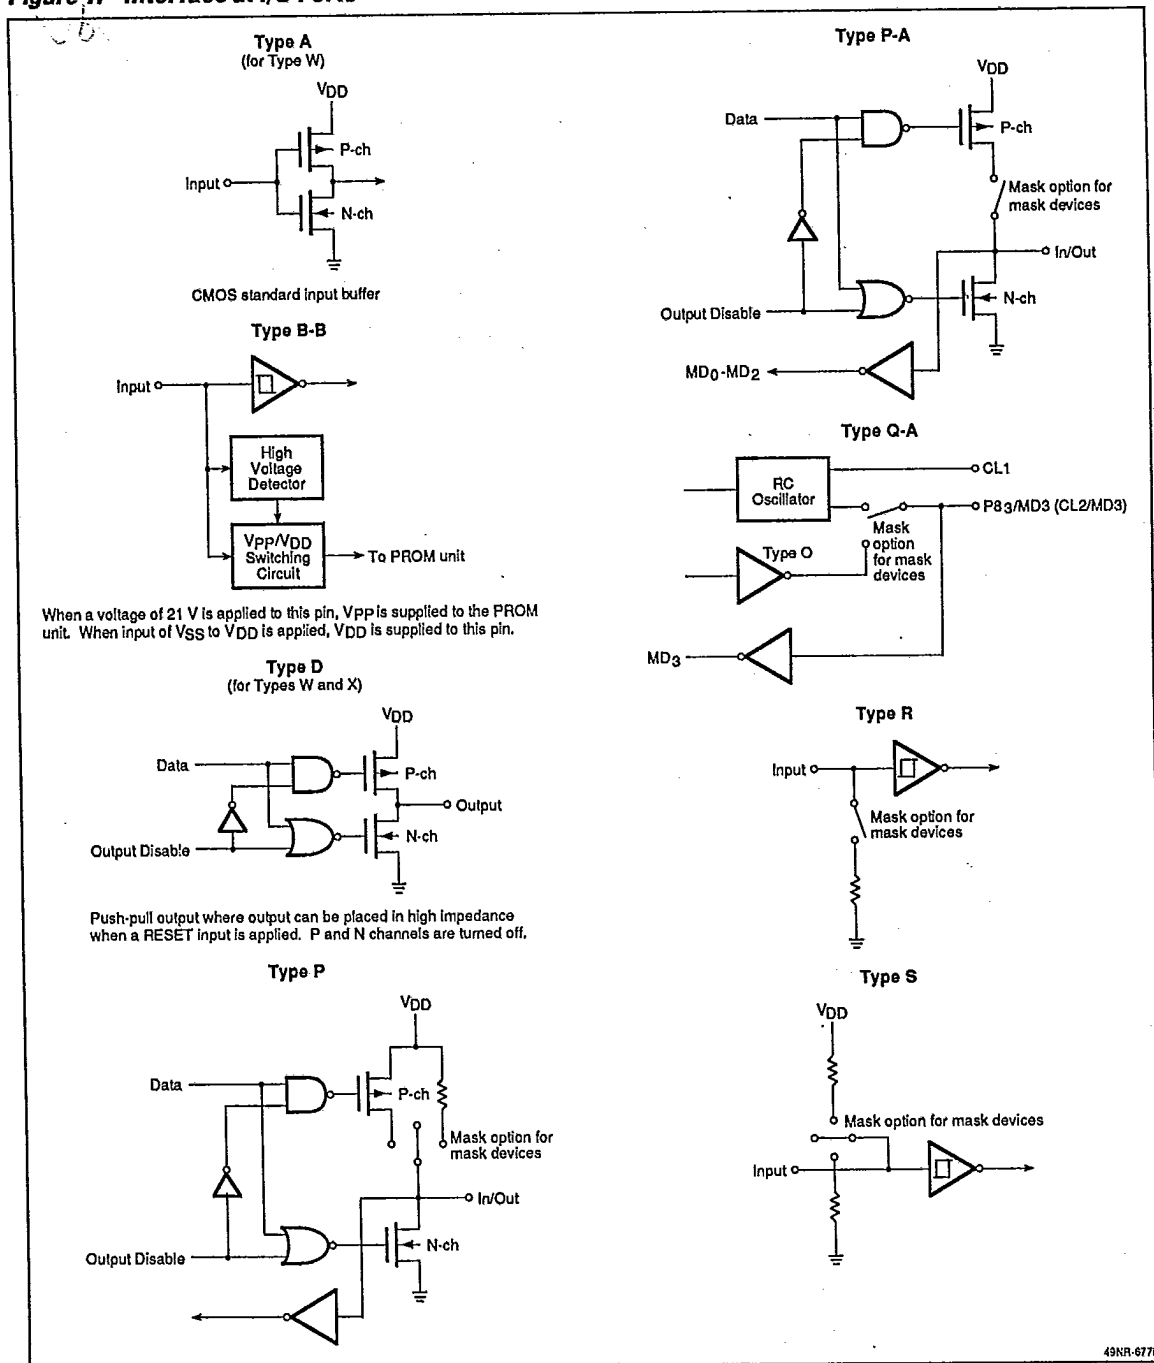 Type A
(for Type W)
VDD
P-ch
Input
N-ch
CMOS standard input buffer
Type B-B
Input
High
Voltage
Detector
VPP/VDD
Switching
Circuit
To PROM unit
When a voltage of 21 V is applied to this pin, VPP is supplied to the PROM
unit. When input of VSS to VDD is applied, VDD is supplied to this pin.
Type D
(for Types W and X)
VDD
Data
P-ch
Output
N-ch
Output Disable
Push-pull output where output can be placed in high impedance
when a RESET input is applied. P and N channels are turned off.
Type P
VDD
Data
P-ch
Mask option for
mask devices
In/Out
N-ch
Output Disable
Type P-A
VDD
Data
P-ch
Mask option for
mask devices
In/Out
N-ch
Output Disable
MD0-MD2
Type Q-A
RC
Oscillator
CL1
P83/MD3 (CL2/MD3)
Mask
option
for mask
devices
Type O
MD3
Type R
Input
Mask option for
mask devices
Type S
VDD
Mask option for mask devices
Input